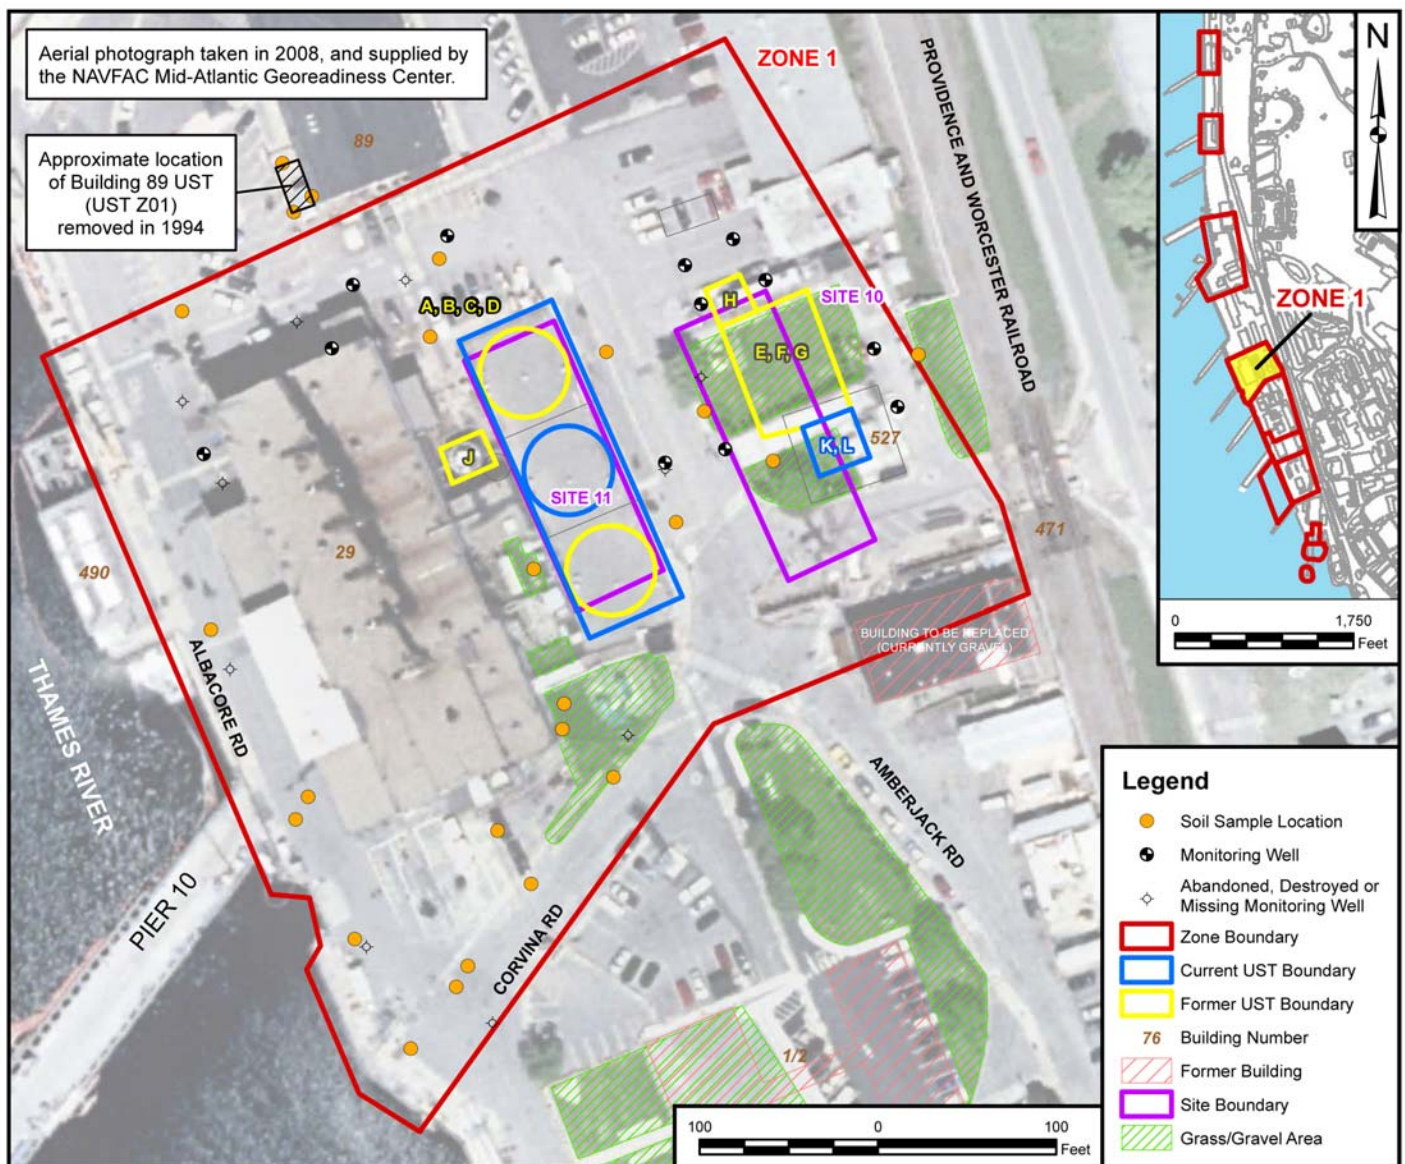 Aerial photograph taken in 2008, and supplied by
the NAVFAC Mid-Atlantic Georeadiness Center.
ZONE 1
N
PROVIDENCE AND WORCESTER RAILROAD
89
Approximate location
of Building 89 UST
(UST Z01)
removed in 1994
A, B, C, D
H
SITE 10
E, F, G
ZONE 1
J
K, L
527
SITE 11
29
471
490
0
1,750
Feet
BUILDING TO BE REPLACED
(CURRENTLY GRAVEL)
ALBACORE RD
THAMES RIVER
AMBERJACK RD
PIER 10
CORVINA RD
1/2
100
0
100
Feet
Legend
Soil Sample Location
Monitoring Well
Abandoned, Destroyed or
Missing Monitoring Well
Zone Boundary
Current UST Boundary
Former UST Boundary
76 Building Number
Former Building
Site Boundary
Grass/Gravel Area